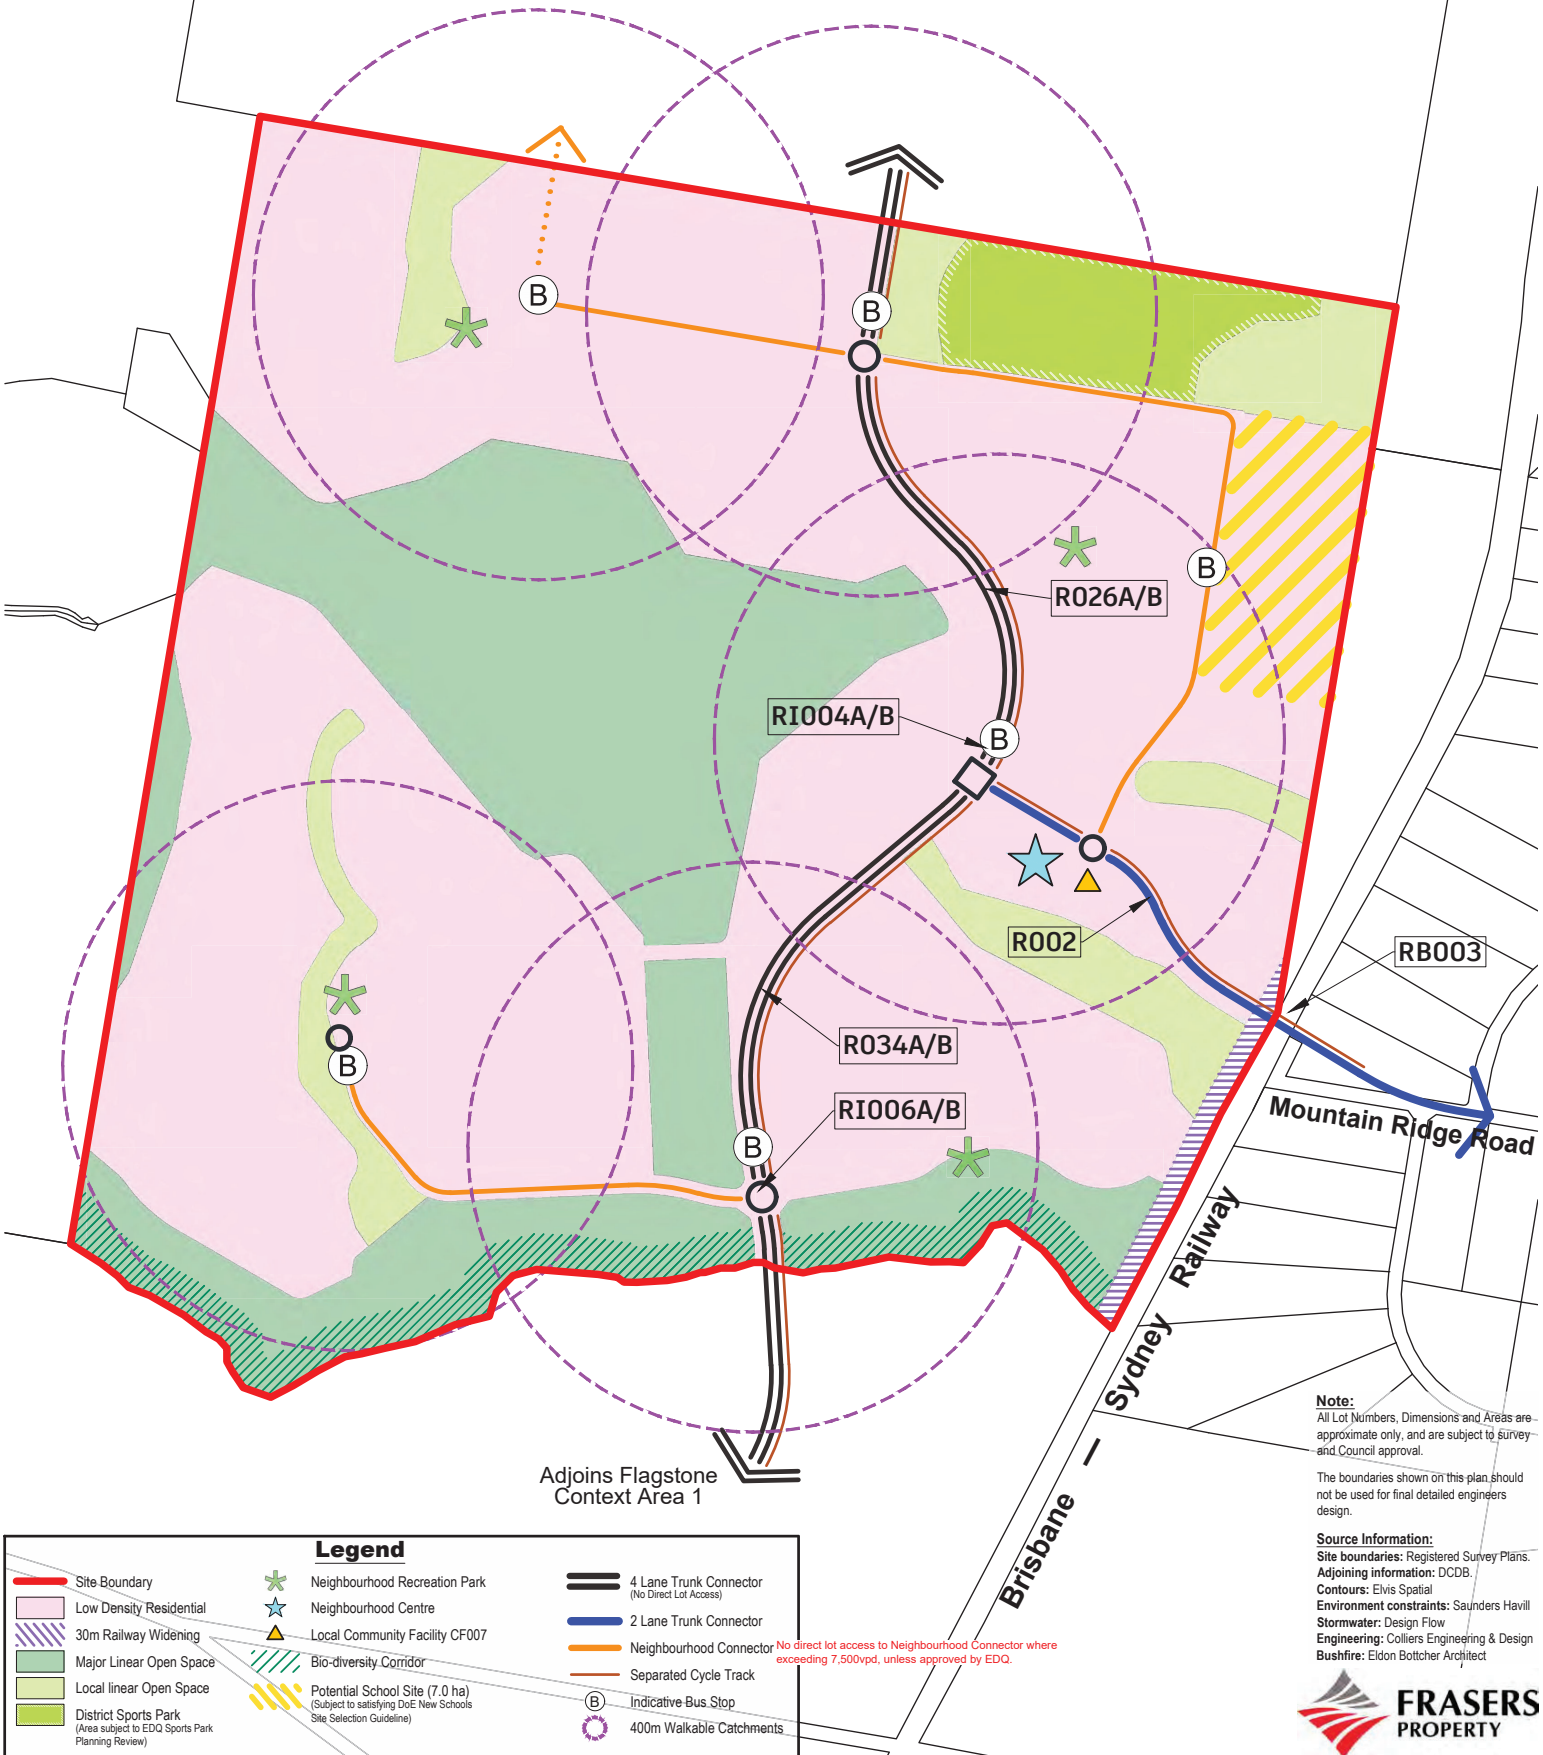 B
B
R026A/B
B
RI004A/B
B
R002
RB003
B
R034A/B
RI006A/B
B
Mountain Ridge Road
Brisbane — Sydney Railway
Adjoins Flagstone
Context Area 1
Note:
All Lot Numbers, Dimensions and Areas are
approximate only, and are subject to survey
and Council approval.
The boundaries shown on this plan should
not be used for final detailed engineers
design.
Source Information:
Site boundaries: Registered Survey Plans.
Adjoining information: DCDB.
Contours: Elvis Spatial
Environment constraints: Saunders Havill
Stormwater: Design Flow
Engineering: Colliers Engineering & Design
Bushfire: Eldon Bottcher Architect
FRASERS
PROPERTY
Legend
Site Boundary
Low Density Residential
30m Railway Widening
Major Linear Open Space
Local linear Open Space
District Sports Park
(Area subject to EDQ Sports Park
Planning Review)
Neighbourhood Recreation Park
Neighbourhood Centre
Local Community Facility CF007
Bio-diversity Corridor
Potential School Site (7.0 ha)
(Subject to satisfying DoE New Schools
Site Selection Guideline)
4 Lane Trunk Connector
(No Direct Lot Access)
2 Lane Trunk Connector
Neighbourhood Connector
No direct lot access to Neighbourhood Connector where
exceeding 7,500vpd, unless approved by EDQ.
Separated Cycle Track
B
Indicative Bus Stop
400m Walkable Catchments